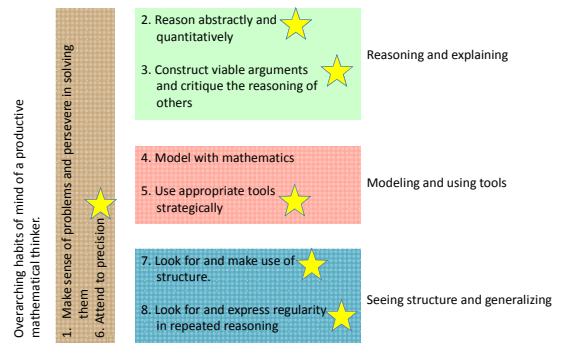 Overarching habits of mind of a productive
mathematical thinker.
1. Make sense of problems and persevere in solving
them
6. Attend to precision
2. Reason abstractly and
quantitatively
3. Construct viable arguments
and critique the reasoning of
others
Reasoning and explaining
4. Model with mathematics
5. Use appropriate tools
strategically
Modeling and using tools
7. Look for and make use of
structure.
8. Look for and express regularity
in repeated reasoning
Seeing structure and generalizing